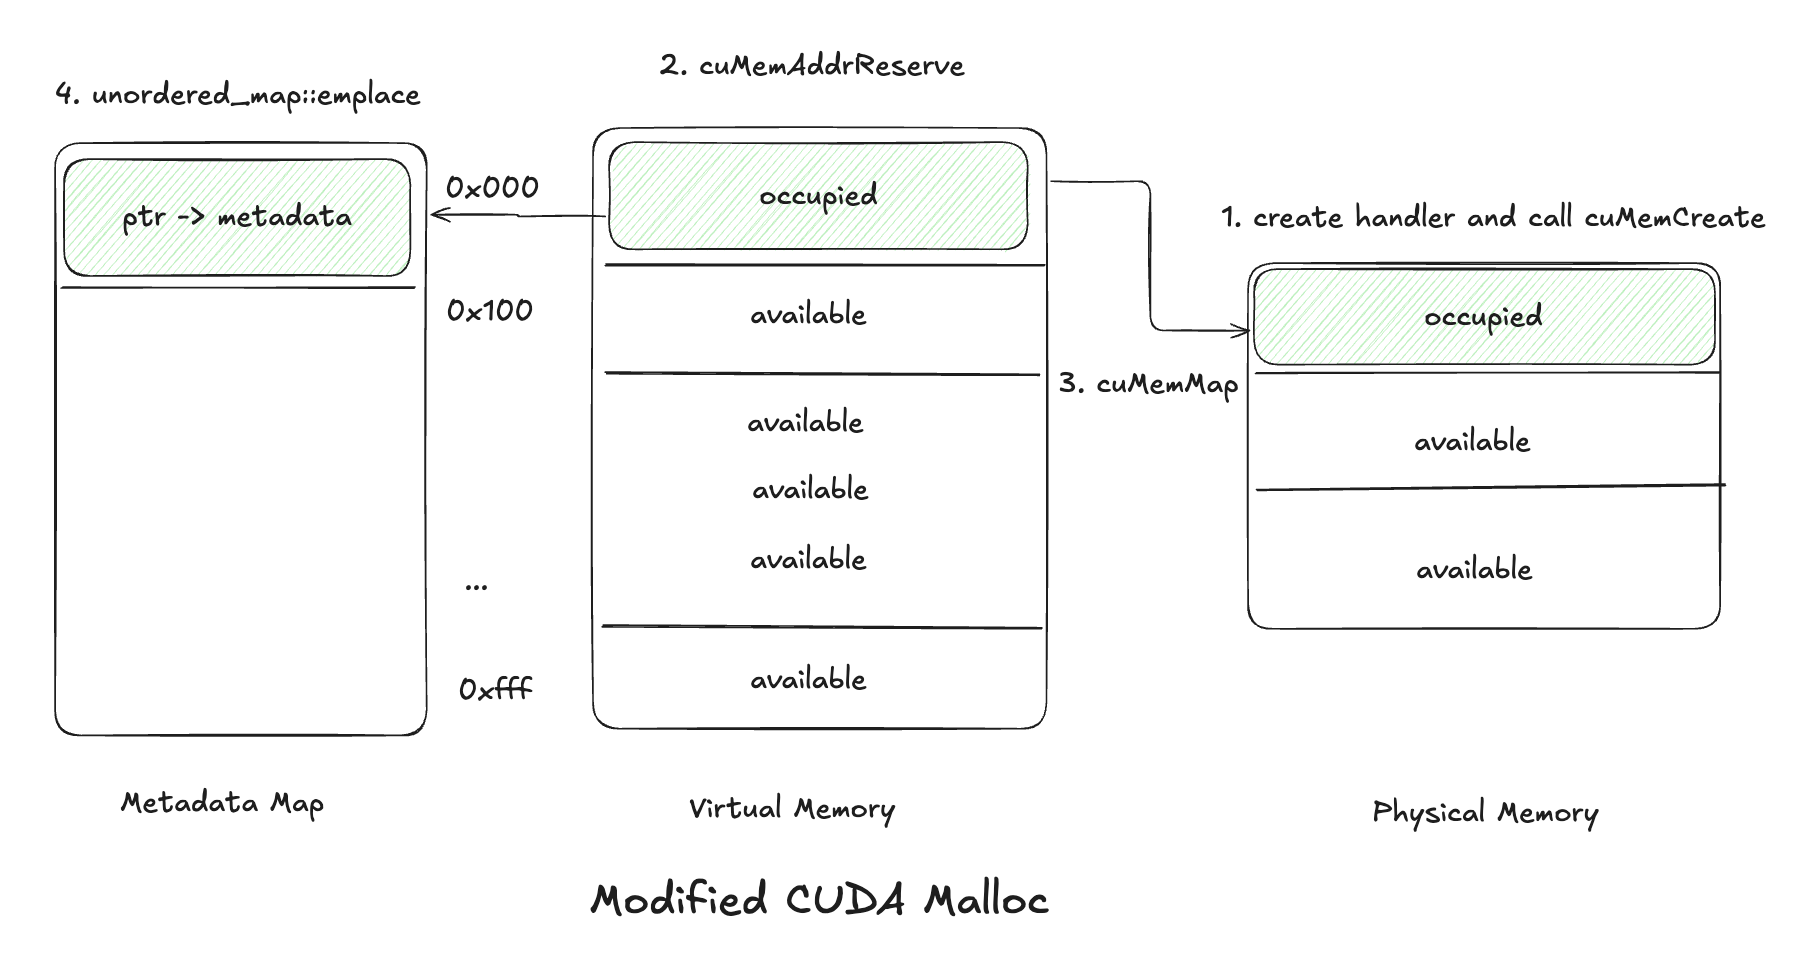 2. cuMemAddrReserve
4. unordered_map::emplace
0x000
occupied
ptr -> metadata
1. create handler and call cuMemCreate
0x100
available
occupied
3. cuMemMap
available
available
available
available
available
...
0xfff
available
Metadata Map
Virtual Memory
Physical Memory
Modified CUDA Malloc